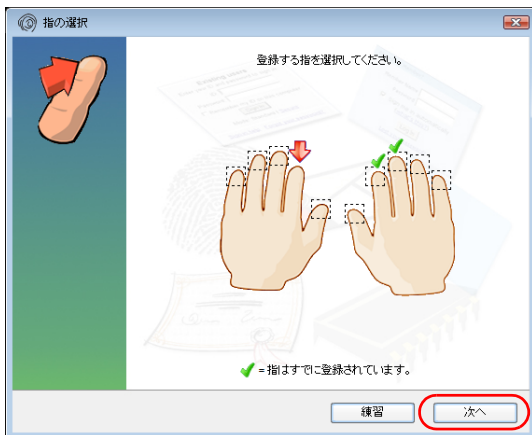 指の選択
登録する指を選択してください。
=指はすでに登録されています。
練習
次へ